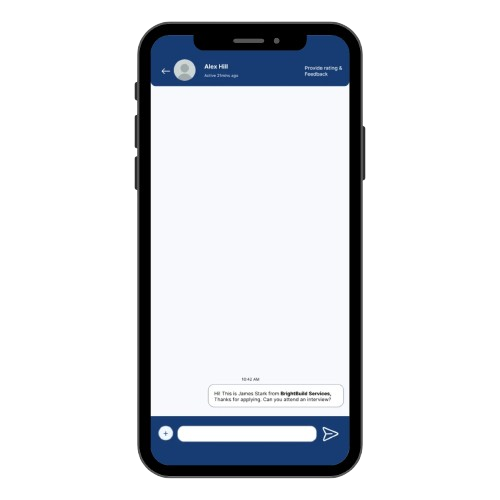 Alex Hill
Active 21mins ago
Provide rating &
Feedback
10:42 AM
Hi! This is James Stark from BrightBuild Services,
Thanks for applying. Can you attend an interview?